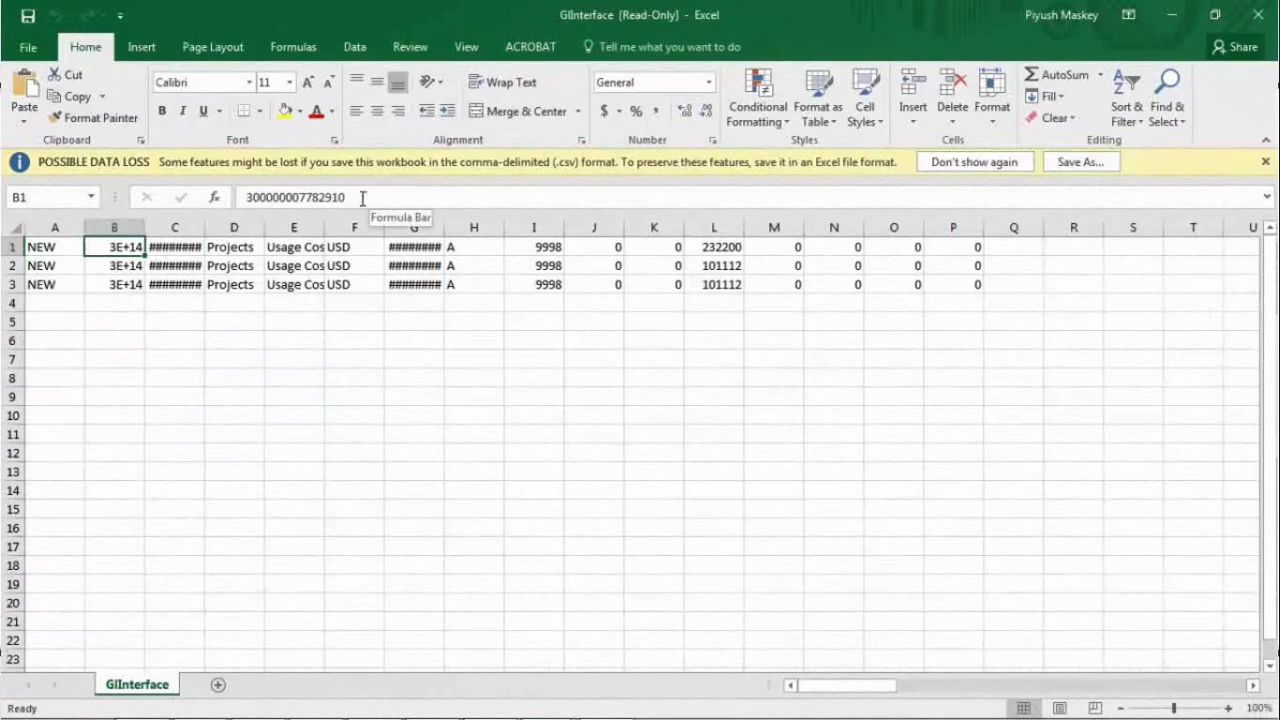 GlInterface [Read-Only] - Excel
Piyush Maskey
File Home Insert Page Layout Formulas Data Review View ACROBAT Tell me what you want to do Share
Cut
Copy
Format Painter
Paste
Calibri 11
B I U
Wrap Text
Merge & Center
General
$ % ,
Conditional Formatting
Format as Table
Cell Styles
Insert Delete Format
AutoSum
Fill
Clear
Sort & Filter
Find & Select
Clipboard Font Alignment Number Styles Cells Editing
POSSIBLE DATA LOSS Some features might be lost if you save this workbook in the comma-delimited (.csv) format. To preserve these features, save it in an Excel file format. Don't show again Save As...
B1 fx 300000007782910
Formula Bar
A B C D E F G H I J K L M N O P Q R S T U
1 NEW 3E+14 ######## Projects Usage Cos USD ######## A 9998 0 0 232200 0 0 0 0
2 NEW 3E+14 ######## Projects Usage Cos USD ######## A 9998 0 0 101112 0 0 0 0
3 NEW 3E+14 ######## Projects Usage Cos USD ######## A 9998 0 0 101112 0 0 0 0
4
5
6
7
8
9
10
11
12
13
14
15
16
17
18
19
20
21
22
23
GlInterface
Ready
100%